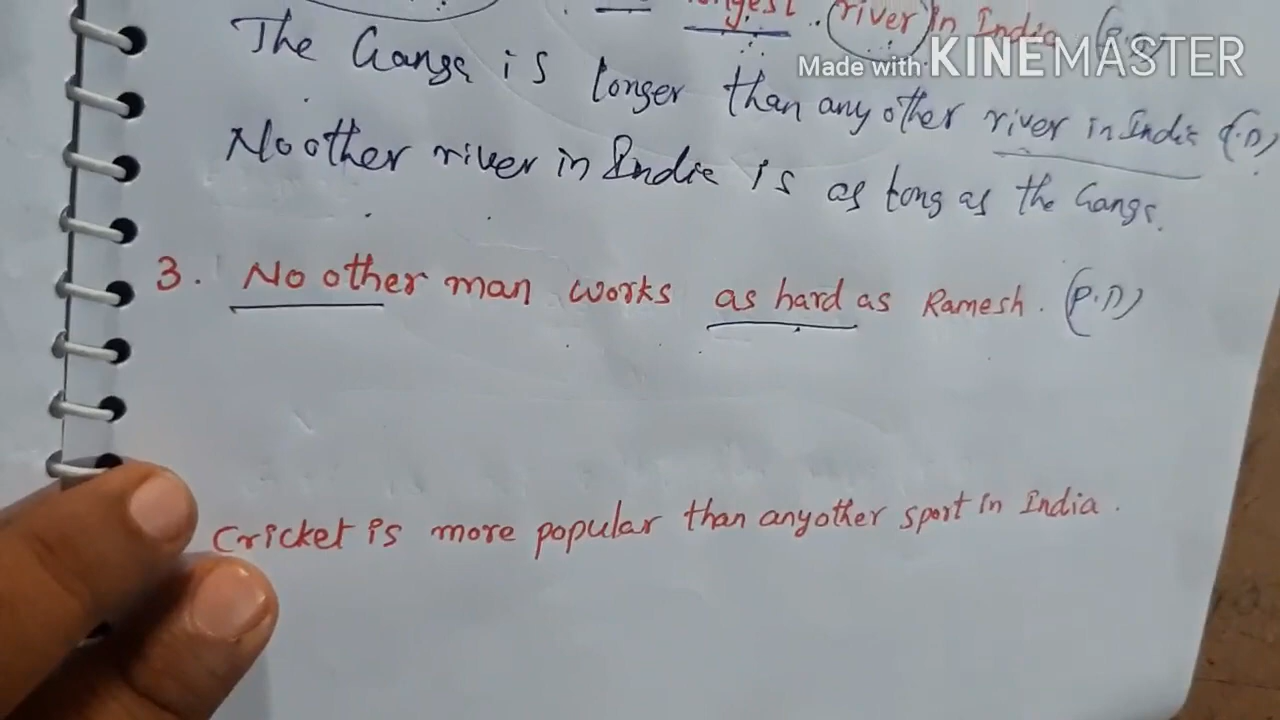 longest river in India
Made with KINEMASTER
The Ganga is longer than any other river in India (C.D)
No other river in India is as long as the Ganga.
3. No other man works as hard as Ramesh. (P.D)
Cricket is more popular than anyother sport in India.